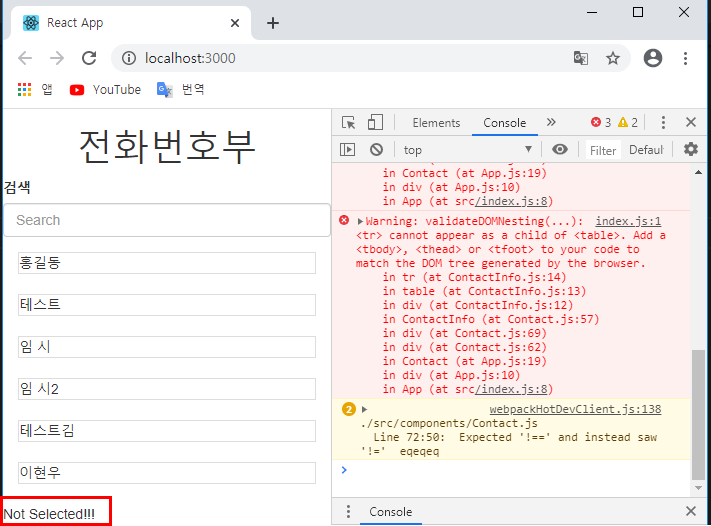 React App
localhost:3000
앱 YouTube 번역
전화번호부
검색
Search
홍길동
테스트
임 시
임 시2
테스트김
이현우
Not Selected!!!
Elements Console 3 2
top Filter Defaul
in Contact (at App.js:19)
in div (at App.js:10)
in App (at src/index.js:8)
Warning: validateDOMNesting(...): index.js:1
<tr> cannot appear as a child of <table>. Add a
<tbody>, <thead> or <tfoot> to your code to
match the DOM tree generated by the browser.
in tr (at ContactInfo.js:14)
in table (at ContactInfo.js:13)
in div (at ContactInfo.js:12)
in ContactInfo (at Contact.js:57)
in div (at Contact.js:69)
in div (at Contact.js:62)
in Contact (at App.js:19)
in div (at App.js:10)
in App (at src/index.js:8)
2 webpackHotDevClient.js:138
./src/components/Contact.js
Line 72:50: Expected '!==' and instead saw
'!=' eqeqeq
Console